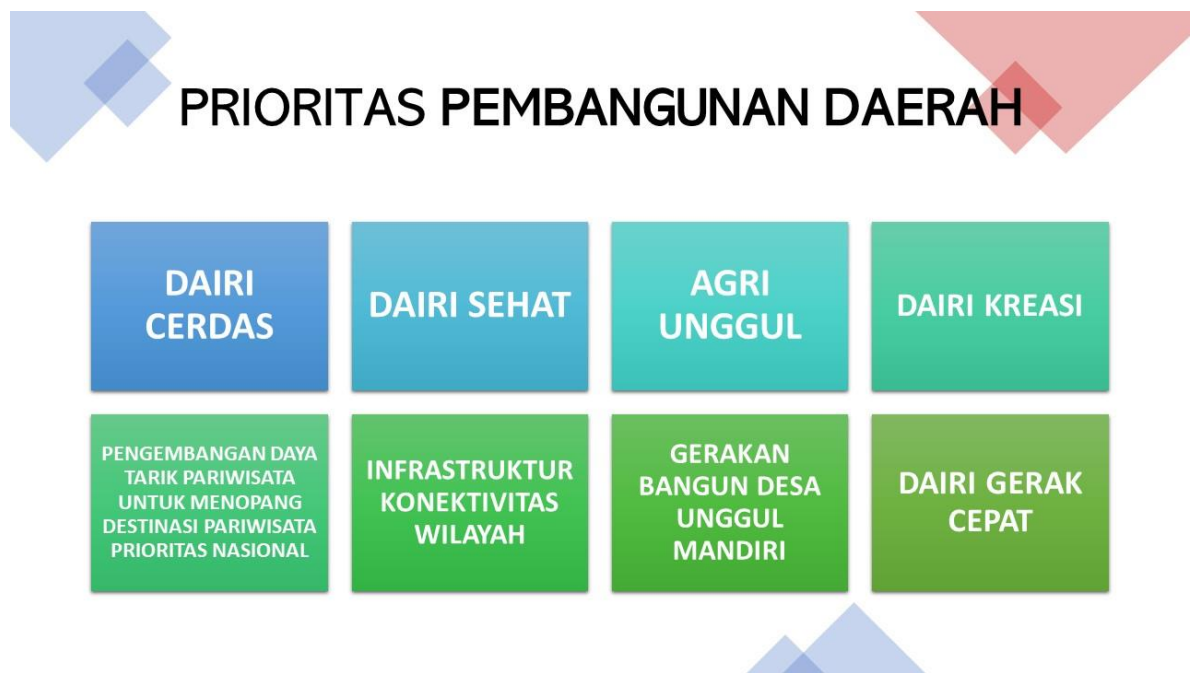 PRIORITAS PEMBANGUNAN DAERAH
DAIRI
CERDAS
DAIRI SEHAT
AGRI
UNGGUL
DAIRI KREASI
PENGEMBANGAN DAYA
TARIK PARIWISATA
UNTUK MENOPANG
DESTINASI PARIWISATA
PRIORITAS NASIONAL
INFRASTRUKTUR
KONEKTIVITAS
WILAYAH
GERAKAN
BANGUN DESA
UNGGUL
MANDIRI
DAIRI GERAK
CEPAT